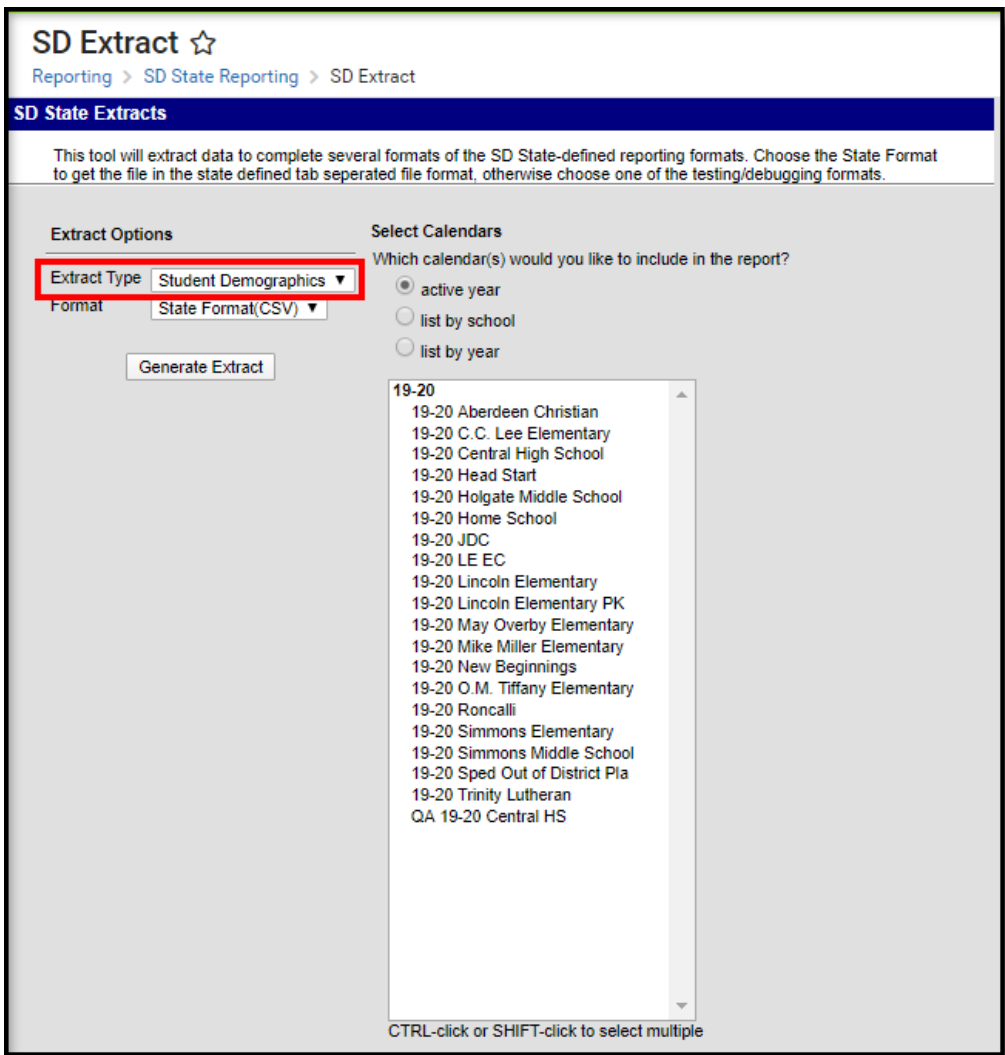 SD Extract ☆
Reporting > SD State Reporting > SD Extract
SD State Extracts
This tool will extract data to complete several formats of the SD State-defined reporting formats. Choose the State Format
to get the file in the state defined tab seperated file format, otherwise choose one of the testing/debugging formats.
Extract Options
Extract Type Student Demographics ▼
Format State Format(CSV) ▼
Generate Extract
Select Calendars
Which calendar(s) would you like to include in the report?
active year
list by school
list by year
19-20
19-20 Aberdeen Christian
19-20 C.C. Lee Elementary
19-20 Central High School
19-20 Head Start
19-20 Holgate Middle School
19-20 Home School
19-20 JDC
19-20 LE EC
19-20 Lincoln Elementary
19-20 Lincoln Elementary PK
19-20 May Overby Elementary
19-20 Mike Miller Elementary
19-20 New Beginnings
19-20 O.M. Tiffany Elementary
19-20 Roncalli
19-20 Simmons Elementary
19-20 Simmons Middle School
19-20 Sped Out of District Pla
19-20 Trinity Lutheran
QA 19-20 Central HS
CTRL-click or SHIFT-click to select multiple